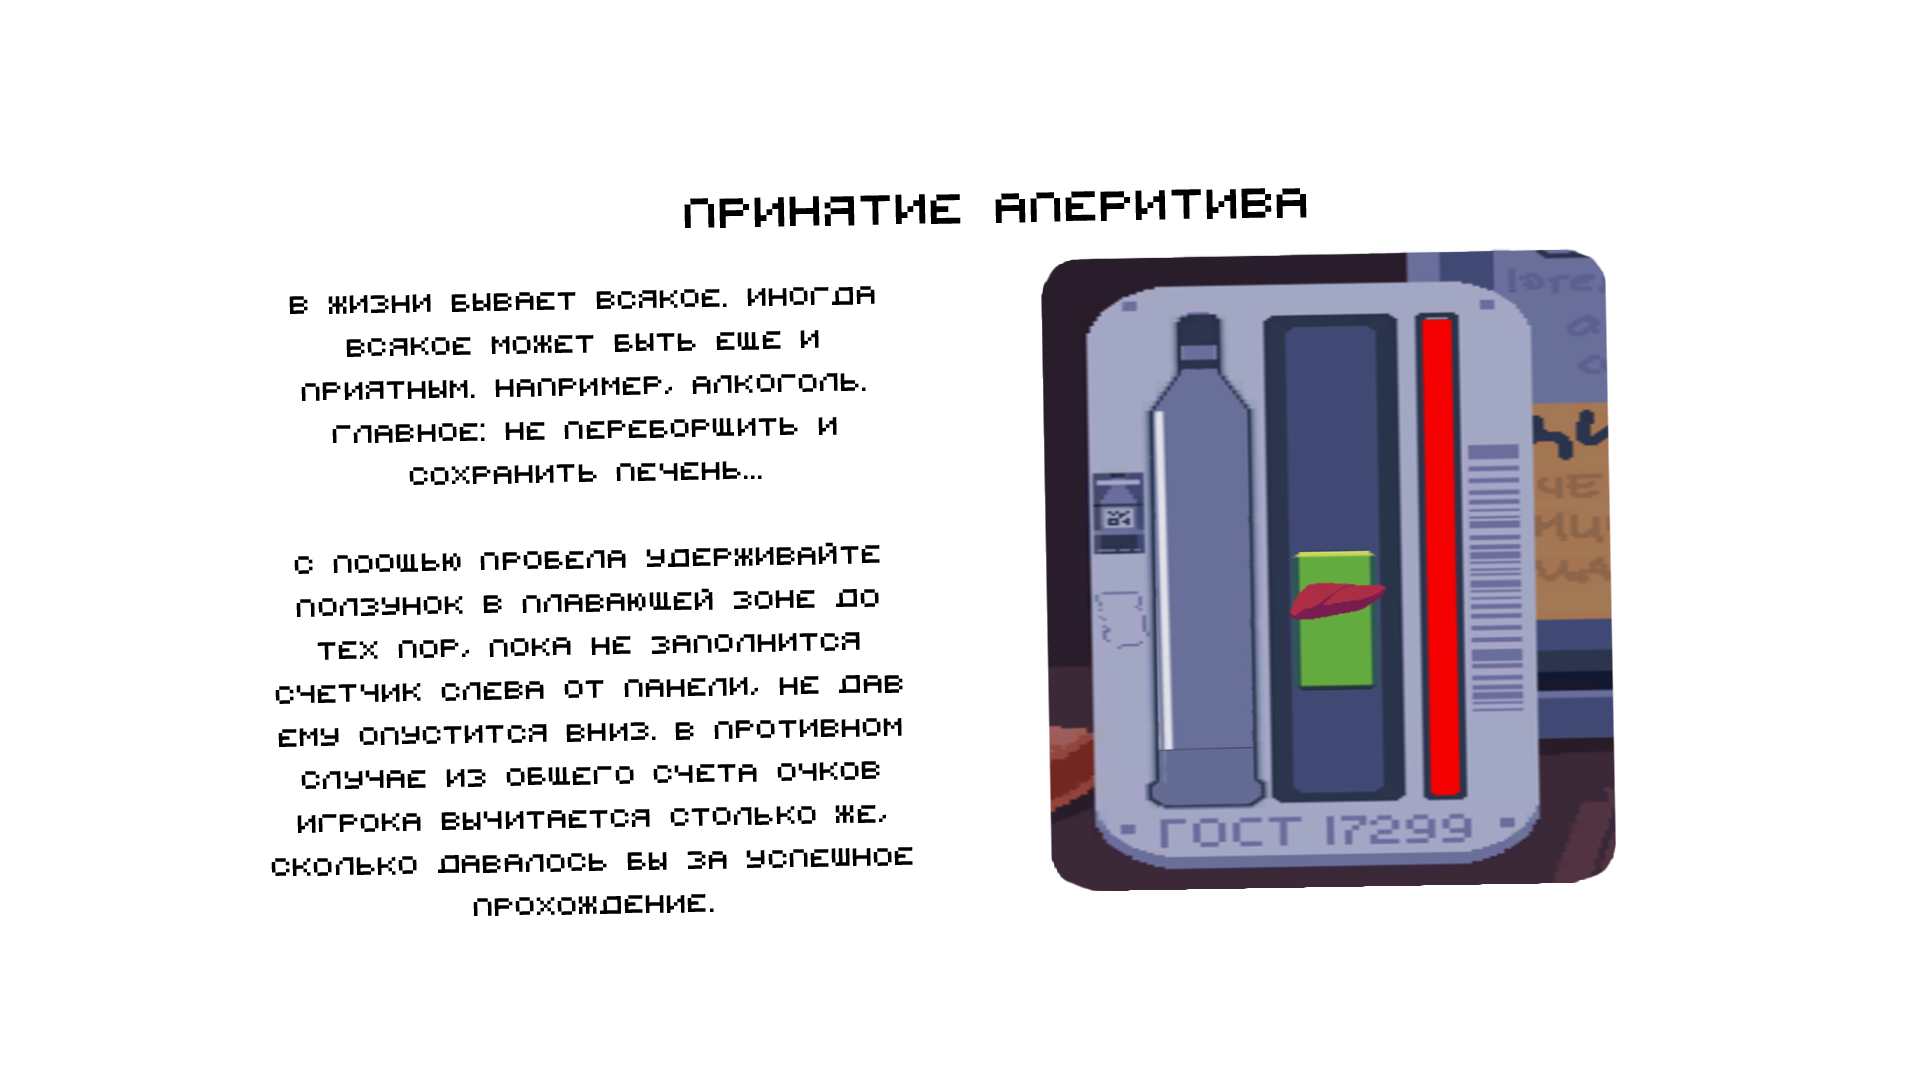 ПРИНЯТИЕ АПЕРИТИВА
В ЖИЗНИ БЫВАЕТ ВСЯКОЕ. ИНОГДА
ВСЯКОЕ МОЖЕТ БЫТЬ ЕЩЕ И
ПРИЯТНЫМ. НАПРИМЕР, АЛКОГОЛЬ.
ГЛАВНОЕ: НЕ ПЕРЕБОРЩИТЬ И
СОХРАНИТЬ ПЕЧЕНЬ...
С ПООЩЬЮ ПРОБЕЛА УДЕРЖИВАЙТЕ
ПОЛЗУНОК В ПЛАВАЮЩЕЙ ЗОНЕ ДО
ТЕХ ПОР, ПОКА НЕ ЗАПОЛНИТСЯ
СЧЕТЧИК СЛЕВА ОТ ПАНЕЛИ, НЕ ДАВ
ЕМУ ОПУСТИТСЯ ВНИЗ. В ПРОТИВНОМ
СЛУЧАЕ ИЗ ОБЩЕГО СЧЕТА ОЧКОВ
ИГРОКА ВЫЧИТАЕТСЯ СТОЛЬКО ЖЕ,
СКОЛЬКО ДАВАЛОСЬ БЫ ЗА УСПЕШНОЕ
ПРОХОЖДЕНИЕ.
ГОСТ 17299